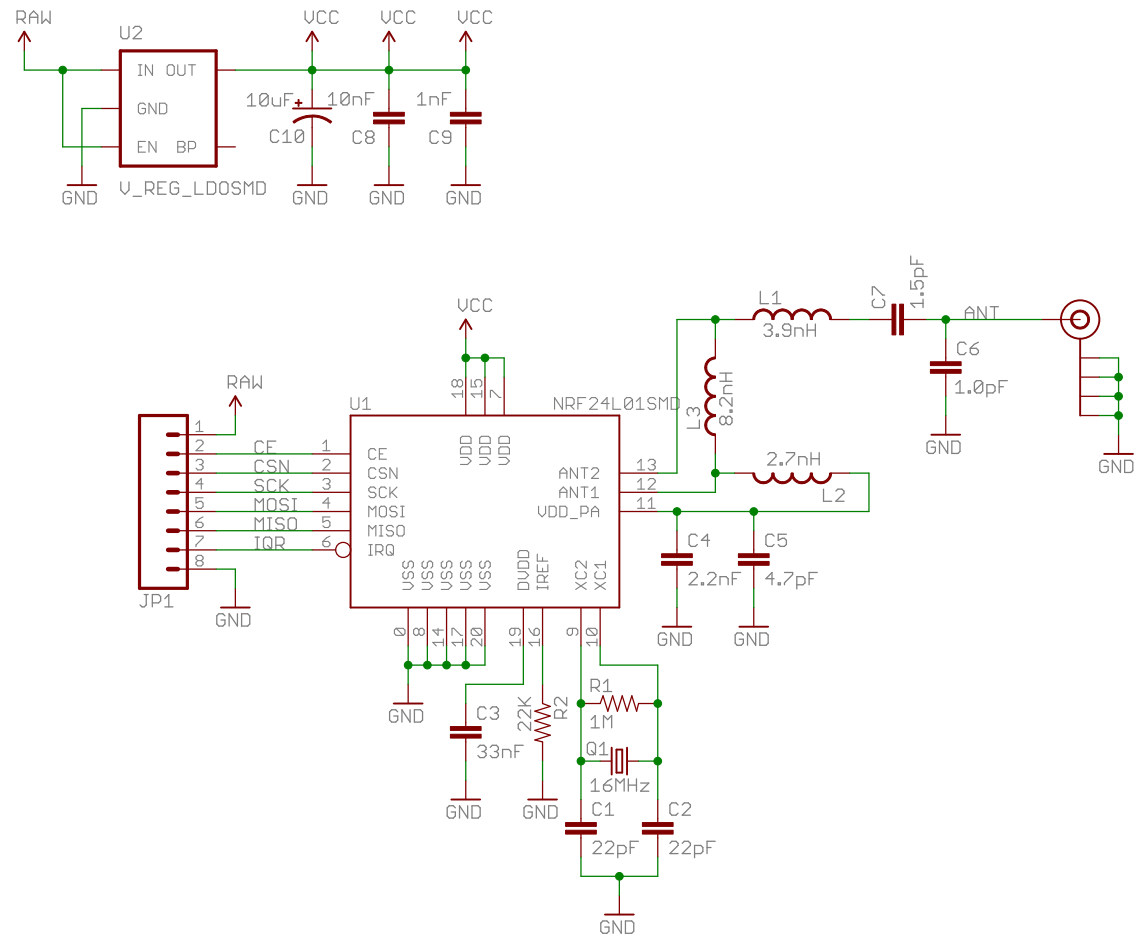 RAW
VCC
VCC
VCC
U2
IN OUT
GND
EN BP
V_REG_LDOSMD
GND
10uF
+
C10
GND
10nF
C8
GND
1nF
C9
GND
VCC
18
15
7
U1
NRF24L01SMD
VDD
VDD
VDD
RAW
1
2
3
4
5
6
7
8
CE
CSN
SCK
MOSI
MISO
IQR
JP1
GND
1
2
3
4
5
6
CE
CSN
SCK
MOSI
MISO
IRQ
ANT2
ANT1
VDD_PA
13
12
11
VSS
VSS
VSS
VSS
VSS
DVDD
IREF
XC2
XC1
0
8
14
17
20
19
16
9
10
GND
C3
33nF
GND
22K
R2
GND
R1
1M
Q1
16MHz
C1
22pF
C2
22pF
GND
L1
3.9nH
C7
1.5pF
ANT
C6
1.0pF
GND
GND
L3
8.2nH
2.7nH
L2
C4
2.2nF
GND
C5
4.7pF
GND